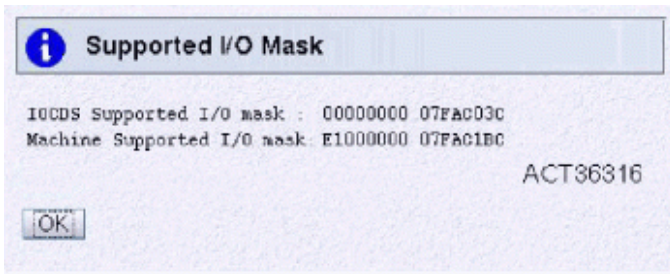 Supported I/O Mask
IOCDS Supported I/O mask : 00000000 07FAC03C
Machine Supported I/O mask: E1000000 07FAC1BC
ACT36316
OK